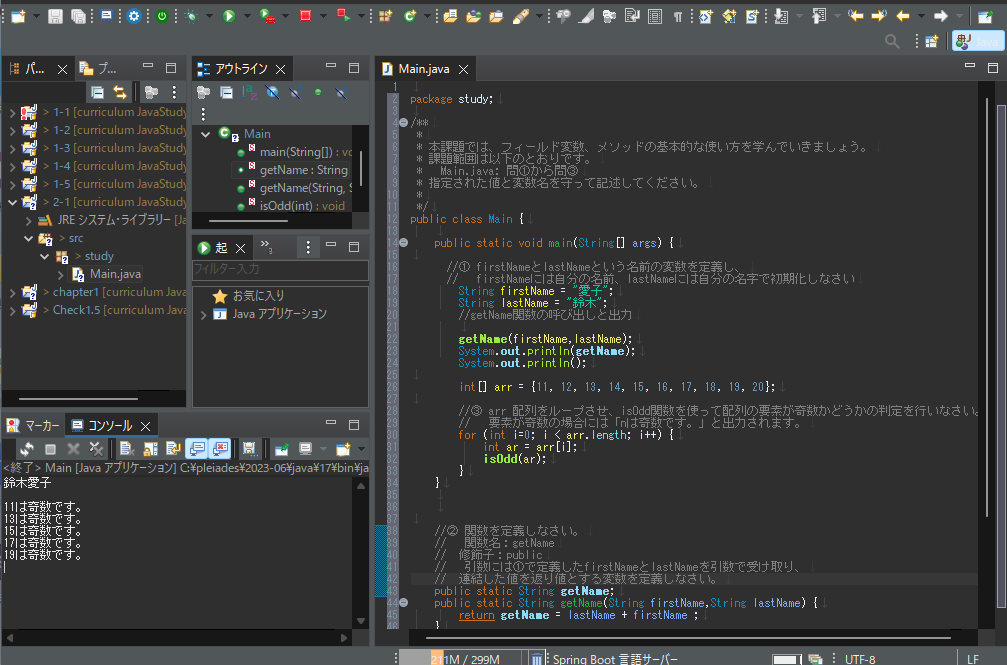 Java
パ...
プ...
> 1-1 [curriculum JavaStudy
> 1-2 [curriculum JavaStudy
> 1-3 [curriculum JavaStudy
> 1-4 [curriculum JavaStudy
> 1-5 [curriculum JavaStudy
> 2-1 [curriculum JavaStudy
JRE システム・ライブラリー [Ja
> src
> study
Main.java
> chapter1 [curriculum Java
> Check1.5 [curriculum Java
アウトライン
Main
main(String[]) : vo
getName : String
getName(String, S
isOdd(int) : void
起
フィルター入力
お気に入り
Java アプリケーション
マーカー
コンソール
<終了> Main [Java アプリケーション] C:¥pleiades¥2023-06¥java¥17¥bin¥ja
鈴木愛子
11は奇数です。
13は奇数です。
15は奇数です。
17は奇数です。
19は奇数です。
Main.java
1
2 package study;
3
4 /**
* 本課題では、フィールド変数、メソッドの基本的な使い方を学んでいきましょう。
* 課題範囲は以下のとおりです。
* Main.java: 問①から問③
* 指定された値と変数名を守って記述してください。
*
*/
12 public class Main {
13
14 public static void main(String[] args) {
//① firstNameとlastNameという名前の変数を定義し、
// firstNameには自分の名前、lastNameには自分の名字で初期化しなさい
String firstName = "愛子";
String lastName = "鈴木";
//getName関数の呼び出しと出力
getName(firstName,lastName);
System.out.println(getName);
System.out.println();
int[] arr = {11, 12, 13, 14, 15, 16, 17, 18, 19, 20};
//③ arr 配列をループさせ、isOdd関数を使って配列の要素が奇数かどうかの判定を行いなさい。
// 要素が奇数の場合には「nは奇数です。」と出力されます。
for (int i=0; i < arr.length; i++) {
int ar = arr[i];
isOdd(ar);
}
}
//② 関数を定義しなさい。
// 関数名：getName
// 修飾子：public
// 引数には①で定義したfirstNameとlastNameを引数で受け取り、
// 連結した値を返り値とする変数を定義しなさい。
public static String getName;
public static String getName(String firstName,String lastName) {
return getName = lastName + firstName ;
}
211M / 299M
Spring Boot 言語サーバー
UTF-8
LF